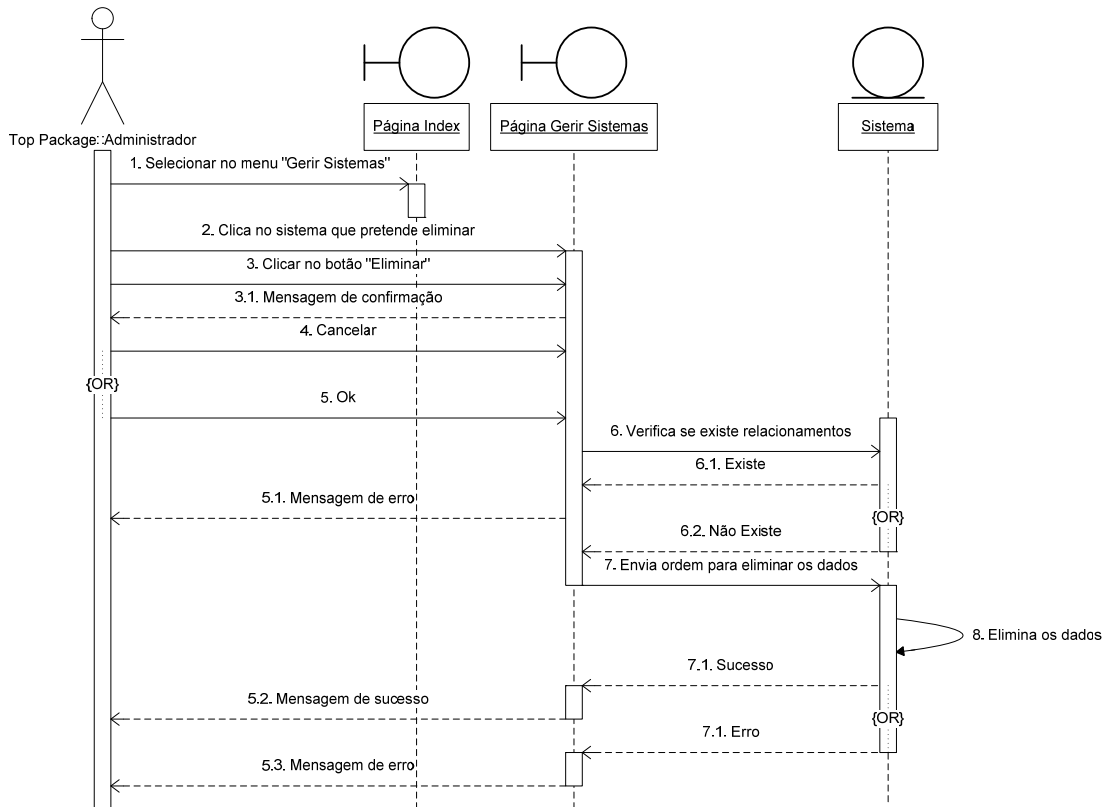 Top Package::Administrador
Página Index
Página Gerir Sistemas
Sistema
1. Selecionar no menu "Gerir Sistemas"
2. Clica no sistema que pretende eliminar
3. Clicar no botão "Eliminar"
3.1. Mensagem de confirmação
4. Cancelar
{OR}
5. Ok
6. Verifica se existe relacionamentos
6.1. Existe
5.1. Mensagem de erro
{OR}
6.2. Não Existe
7. Envia ordem para eliminar os dados
8. Elimina os dados
7.1. Sucesso
5.2. Mensagem de sucesso
{OR}
7.1. Erro
5.3. Mensagem de erro